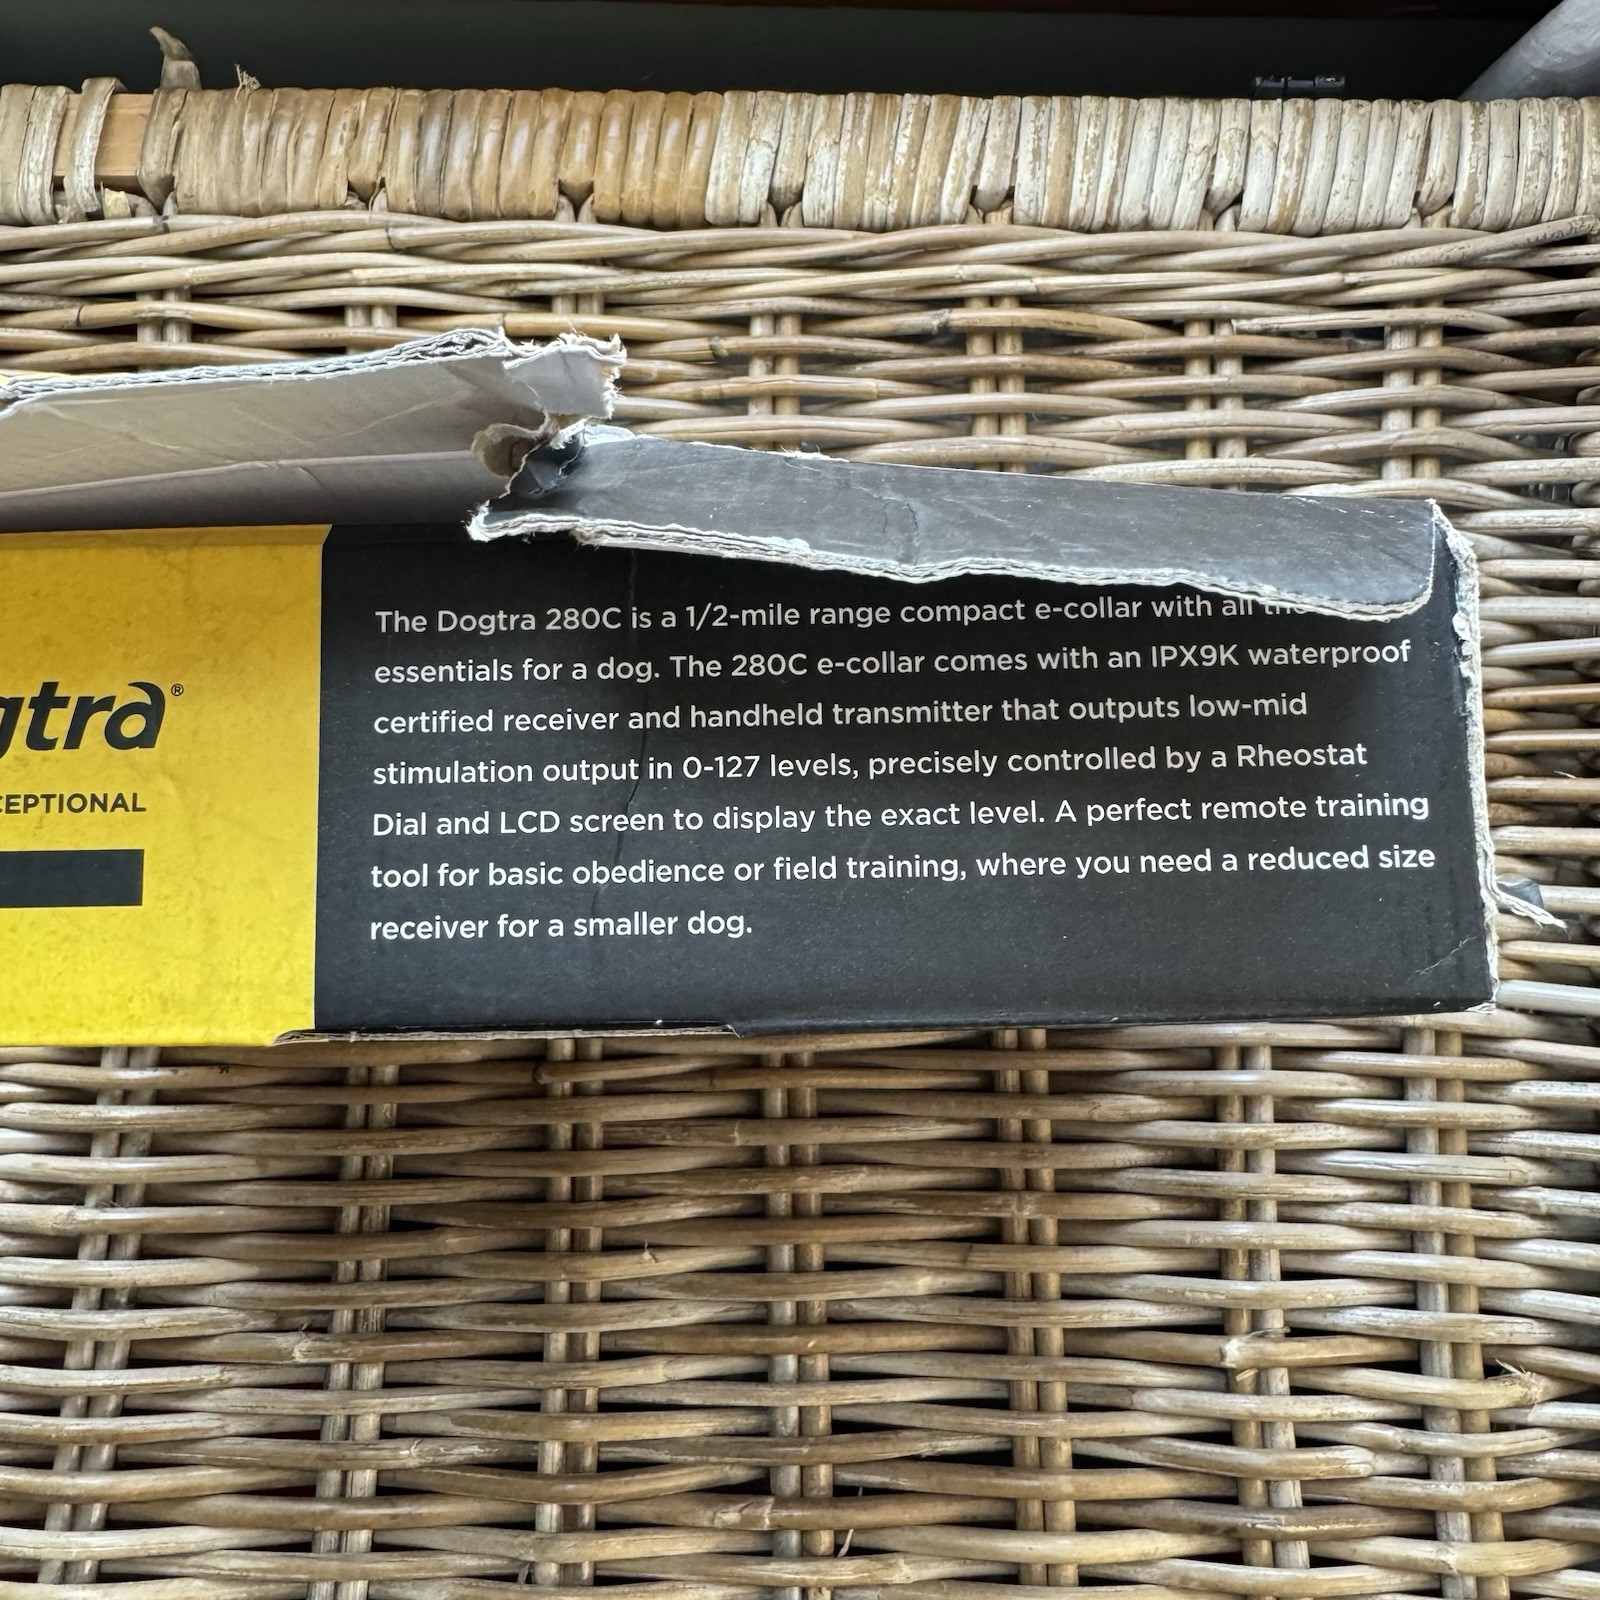 gtra®
CEPTIONAL
The Dogtra 280C is a 1/2-mile range compact e-collar with all the
essentials for a dog. The 280C e-collar comes with an IPX9K waterproof
certified receiver and handheld transmitter that outputs low-mid
stimulation output in 0-127 levels, precisely controlled by a Rheostat
Dial and LCD screen to display the exact level. A perfect remote training
tool for basic obedience or field training, where you need a reduced size
receiver for a smaller dog.